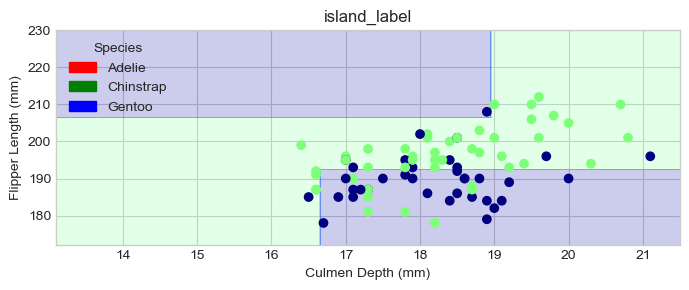 island_label
230
220
210
200
190
180
Flipper Length (mm)
Species
Adelie
Chinstrap
Gentoo
14 15 16 17 18 19 20 21
Culmen Depth (mm)